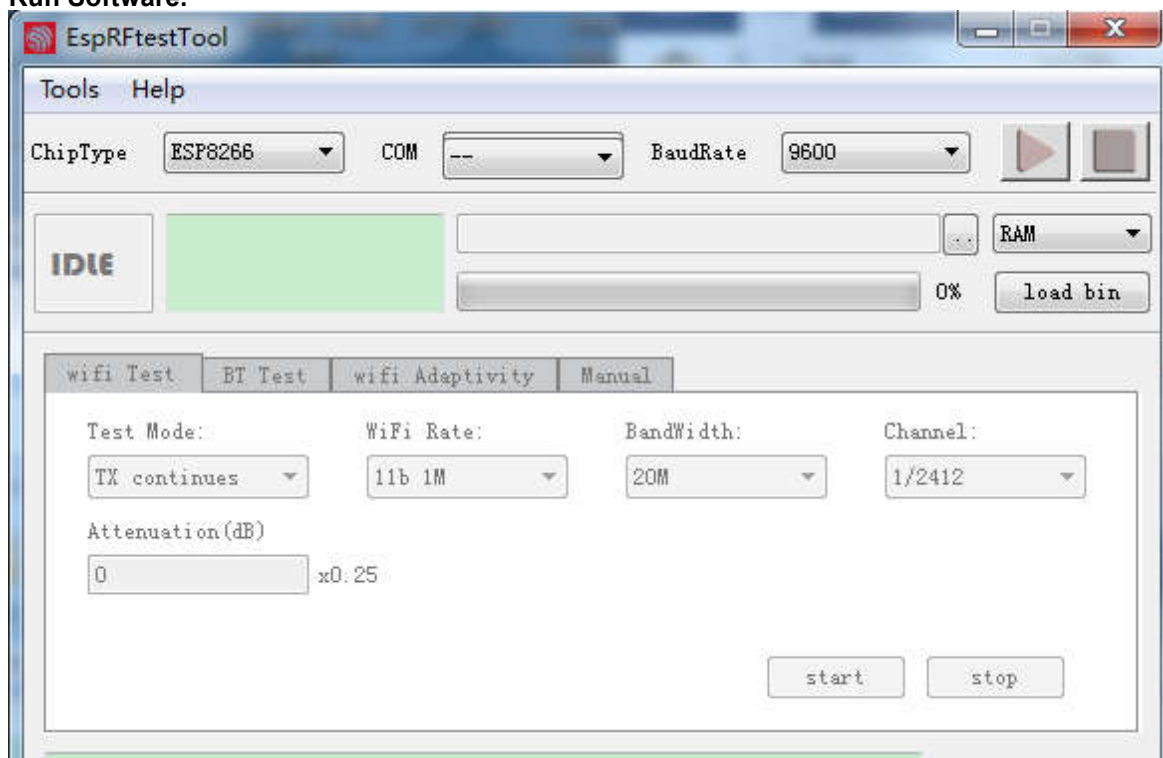 Run Software.
EspRFtestTool
Tools Help
ChipType ESP8266 COM -- BaudRate 9600
IDLE .. RAM
0% load bin
wifi Test BT Test wifi Adaptivity Manual
Test Mode: WiFi Rate: BandWidth: Channel:
TX continues 11b 1M 20M 1/2412
Attenuation(dB)
0 x0.25
start stop